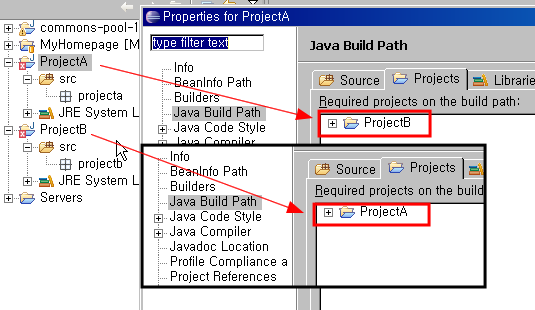 commons-pool-1
MyHomepage [M
ProjectA
src
projecta
JRE System L
ProjectB
src
projectb
JRE System L
Servers
Properties for ProjectA
type filter text
Info
BeanInfo Path
Builders
Java Build Path
Java Code Style
Java Compiler
Java Build Path
Source
Projects
Libraries
Required projects on the build path:
ProjectB
Info
BeanInfo Path
Builders
Java Build Path
Java Code Style
Java Compiler
Javadoc Location
Profile Compliance a
Project References
Source
Projects
Required projects on the build
ProjectA